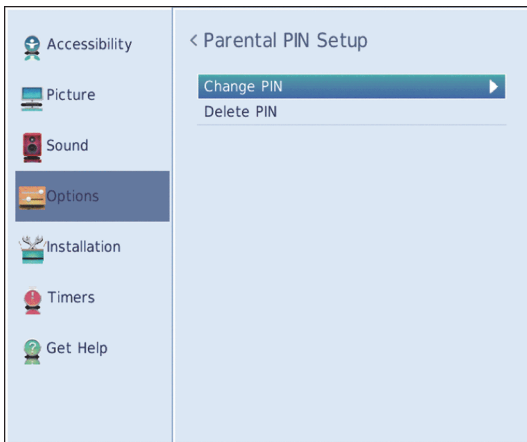 Accessibility
Picture
Sound
Options
Installation
Timers
Get Help
< Parental PIN Setup
Change PIN
Delete PIN